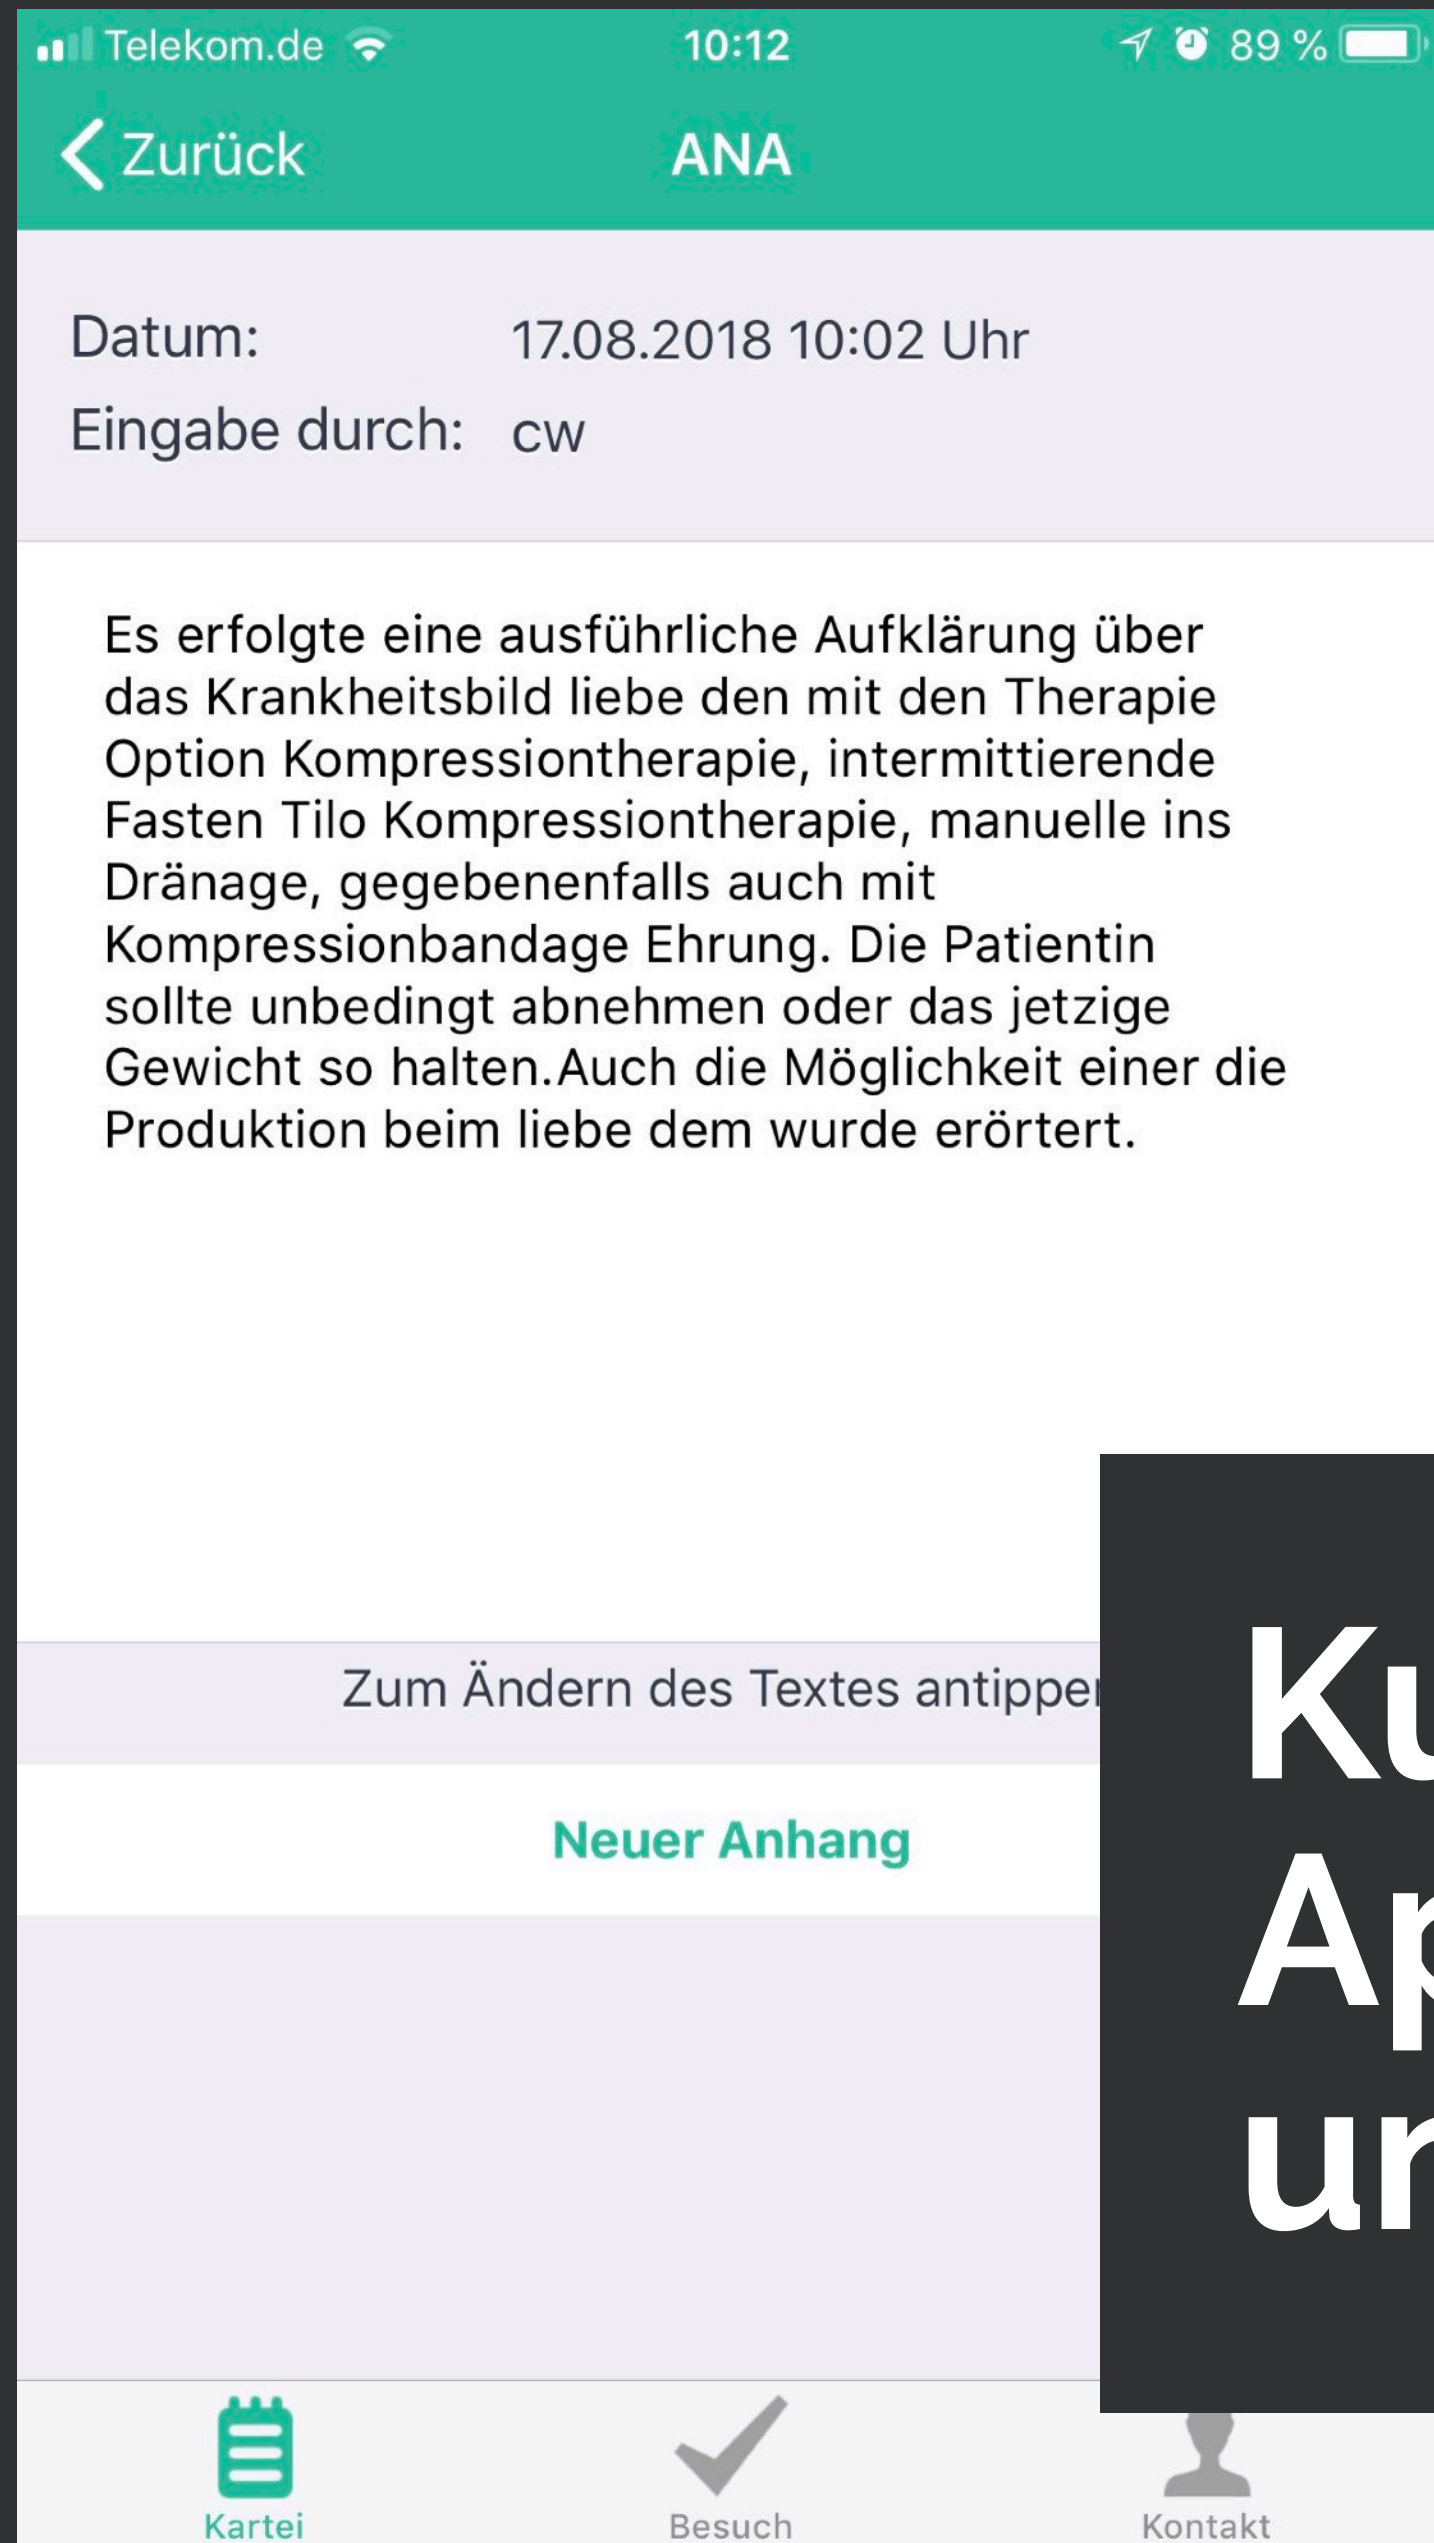 Telekom.de 10:12 89 %
Zurück ANA
Datum: 17.08.2018 10:02 Uhr
Eingabe durch: cw
Es erfolgte eine ausführliche Aufklärung über
das Krankheitsbild liebe den mit den Therapie
Option Kompressiontherapie, intermittierende
Fasten Tilo Kompressiontherapie, manuelle ins
Dränage, gegebenenfalls auch mit
Kompressionbandage Ehrung. Die Patientin
sollte unbedingt abnehmen oder das jetzige
Gewicht so halten.Auch die Möglichkeit einer die
Produktion beim liebe dem wurde erörtert.
Zum Ändern des Textes
Neuer Anhang
Kartei Besuch Kontakt